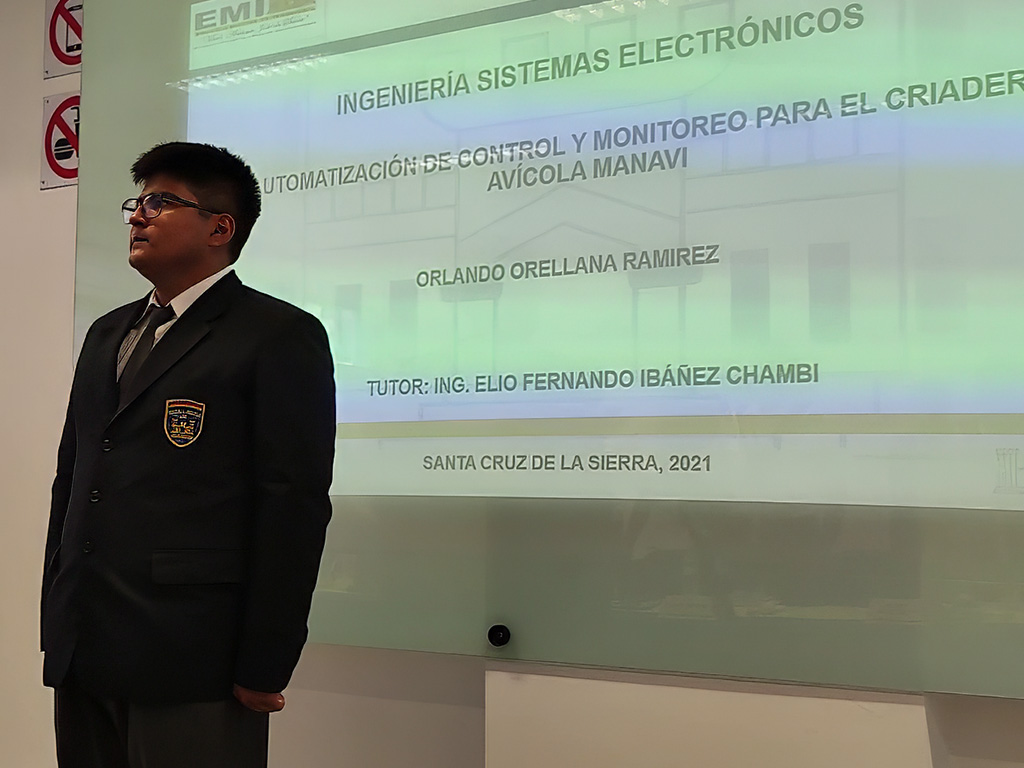 EMI
INGENIERÍA SISTEMAS ELECTRÓNICOS
UTOMATIZACIÓN DE CONTROL Y MONITOREO PARA EL CRIADER
AVÍCOLA MANAVI
ORLANDO ORELLANA RAMIREZ
TUTOR: ING. ELIO FERNANDO IBÁÑEZ CHAMBI
SANTA CRUZ DE LA SIERRA, 2021